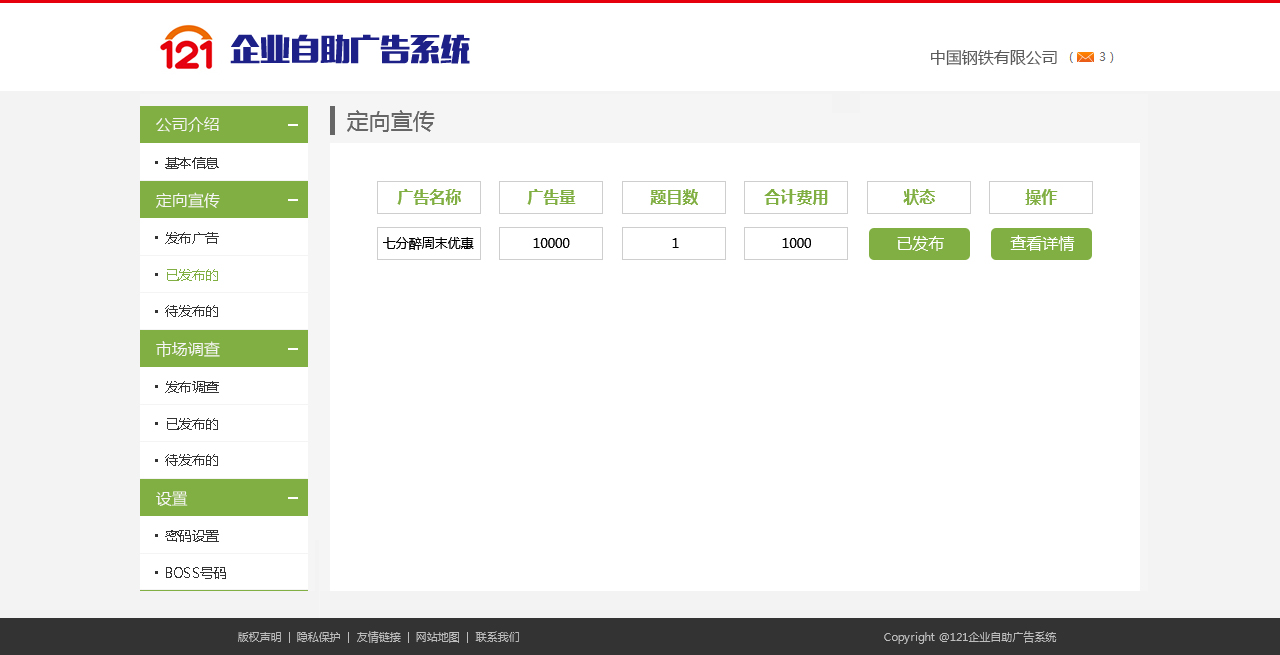 121 企业自助广告系统
中国钢铁有限公司 ( 3 )
公司介绍
基本信息
定向宣传
发布广告
已发布的
待发布的
市场调查
发布调查
已发布的
待发布的
设置
密码设置
BOSS号码
定向宣传
广告名称 广告量 题目数 合计费用 状态 操作
七分醉周末优惠 10000 1 1000 已发布 查看详情
版权声明 | 隐私保护 | 友情链接 | 网站地图 | 联系我们
Copyright @121企业自助广告系统